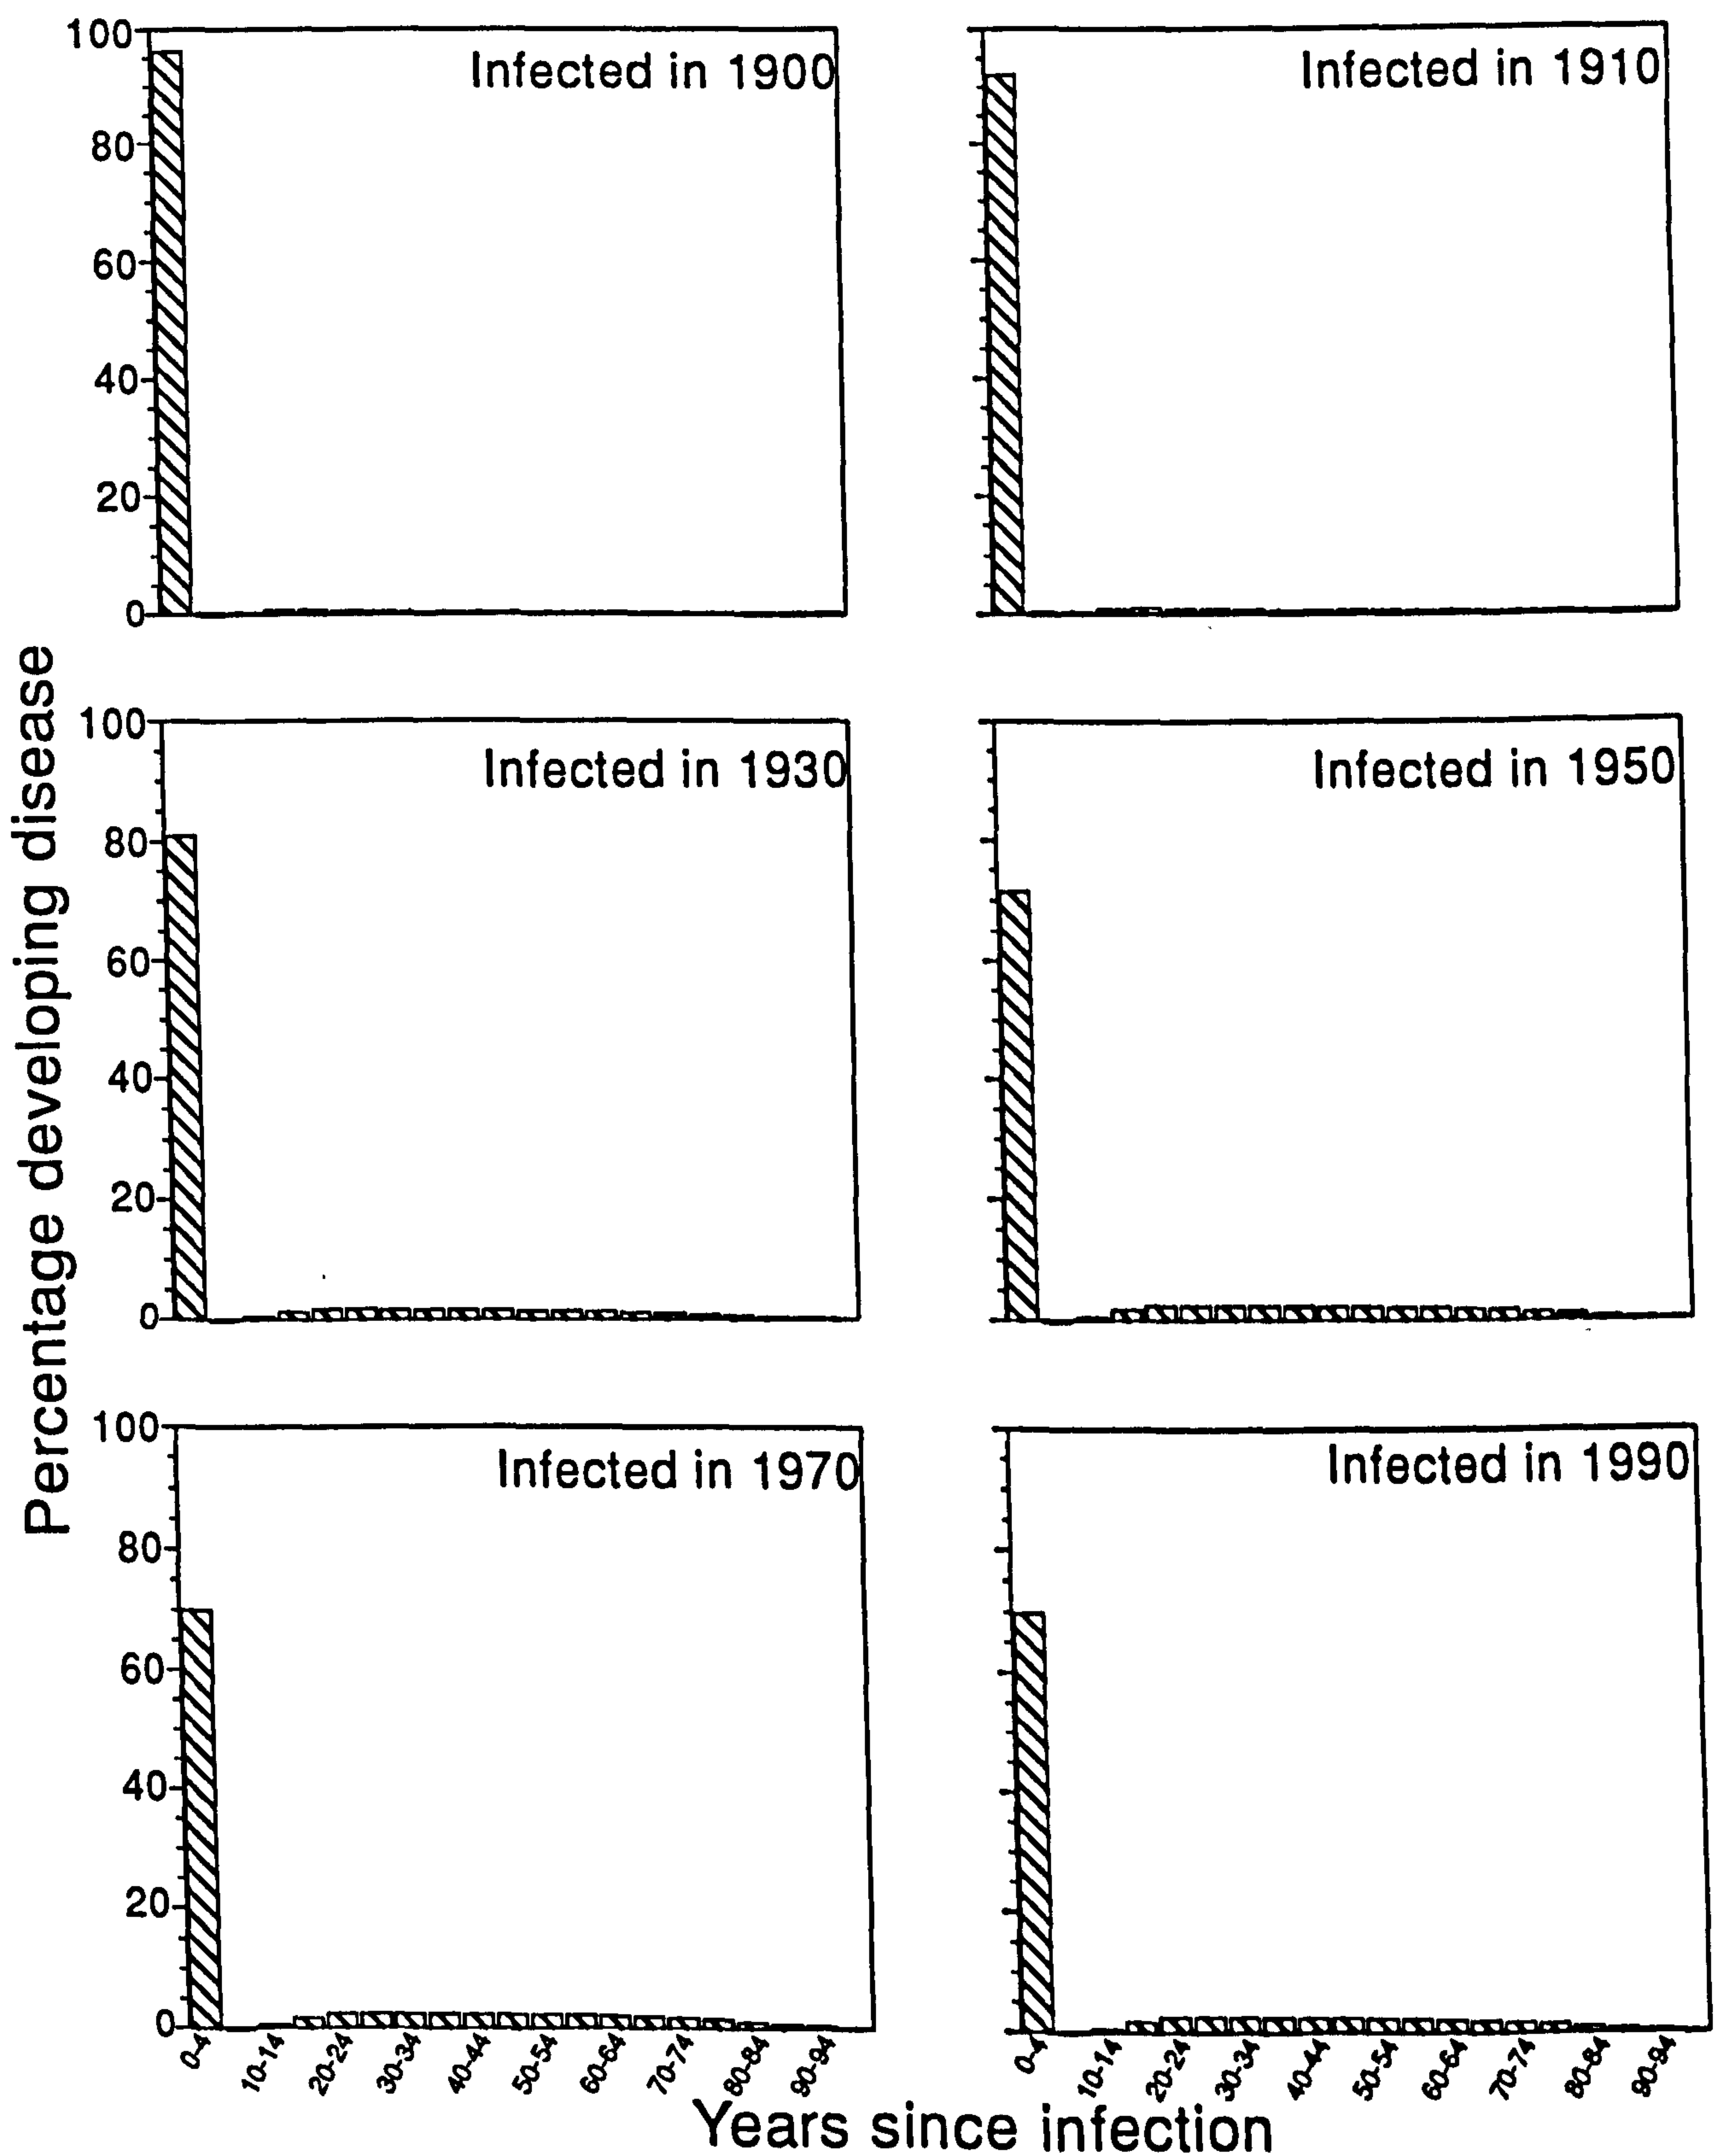 Percentage developing disease
Infected in 1900
100
80
60
40
20
0
Infected in 1910
Infected in 1930
100
80
60
40
20
0
Infected in 1950
Infected in 1970
100
80
60
40
20
0
0-4 10-14 20-24 30-34 40-44 50-54 60-64 70-74 80-84 90-94
Infected in 1990
0-4 10-14 20-24 30-34 40-44 50-54 60-64 70-74 80-84 90-94
Years since infection